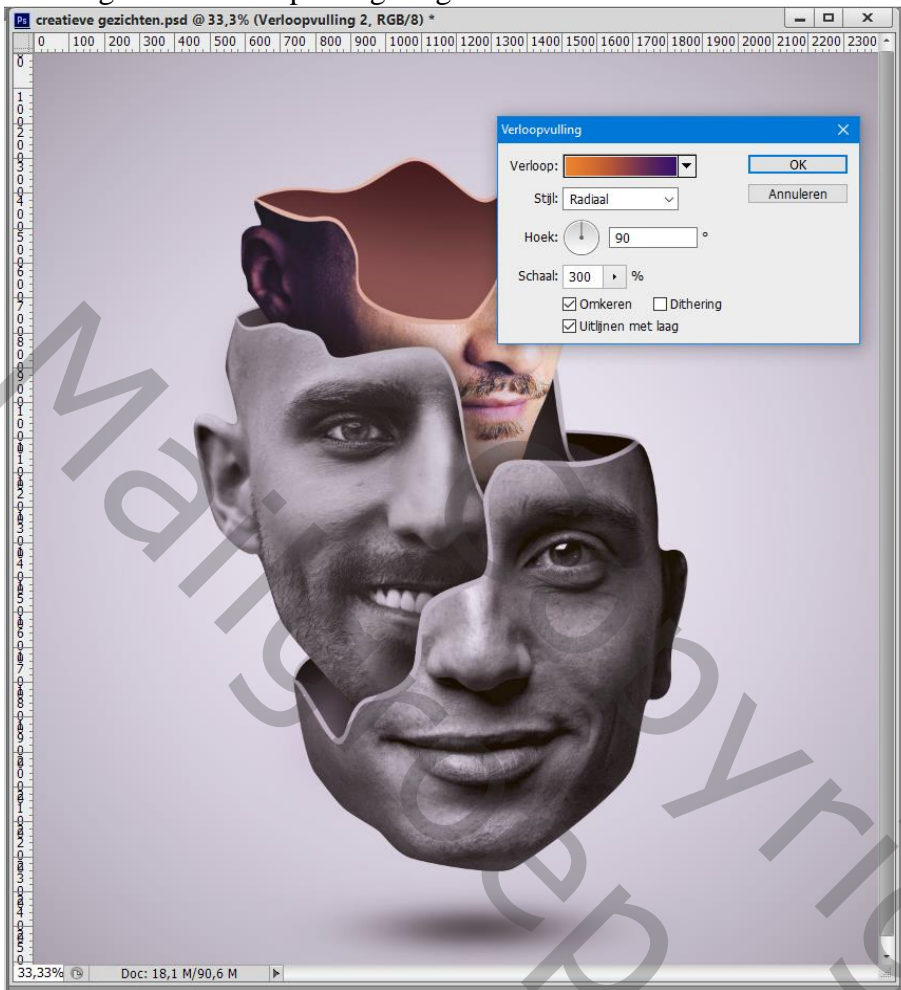 Ps creatieve gezichten.psd @ 33,3% (Verloopvulling 2, RGB/8) *
0 100 200 300 400 500 600 700 800 900 1000 1100 1200 1300 1400 1500 1600 1700 1800 1900 2000 2100 2200 2300
Verloopvulling
Verloop:
OK
Stijl: Radiaal
Annuleren
Hoek: 90 °
Schaal: 300 %
Omkeren Dithering
Uitlijnen met laag
33,33% Doc: 18,1 M/90,6 M